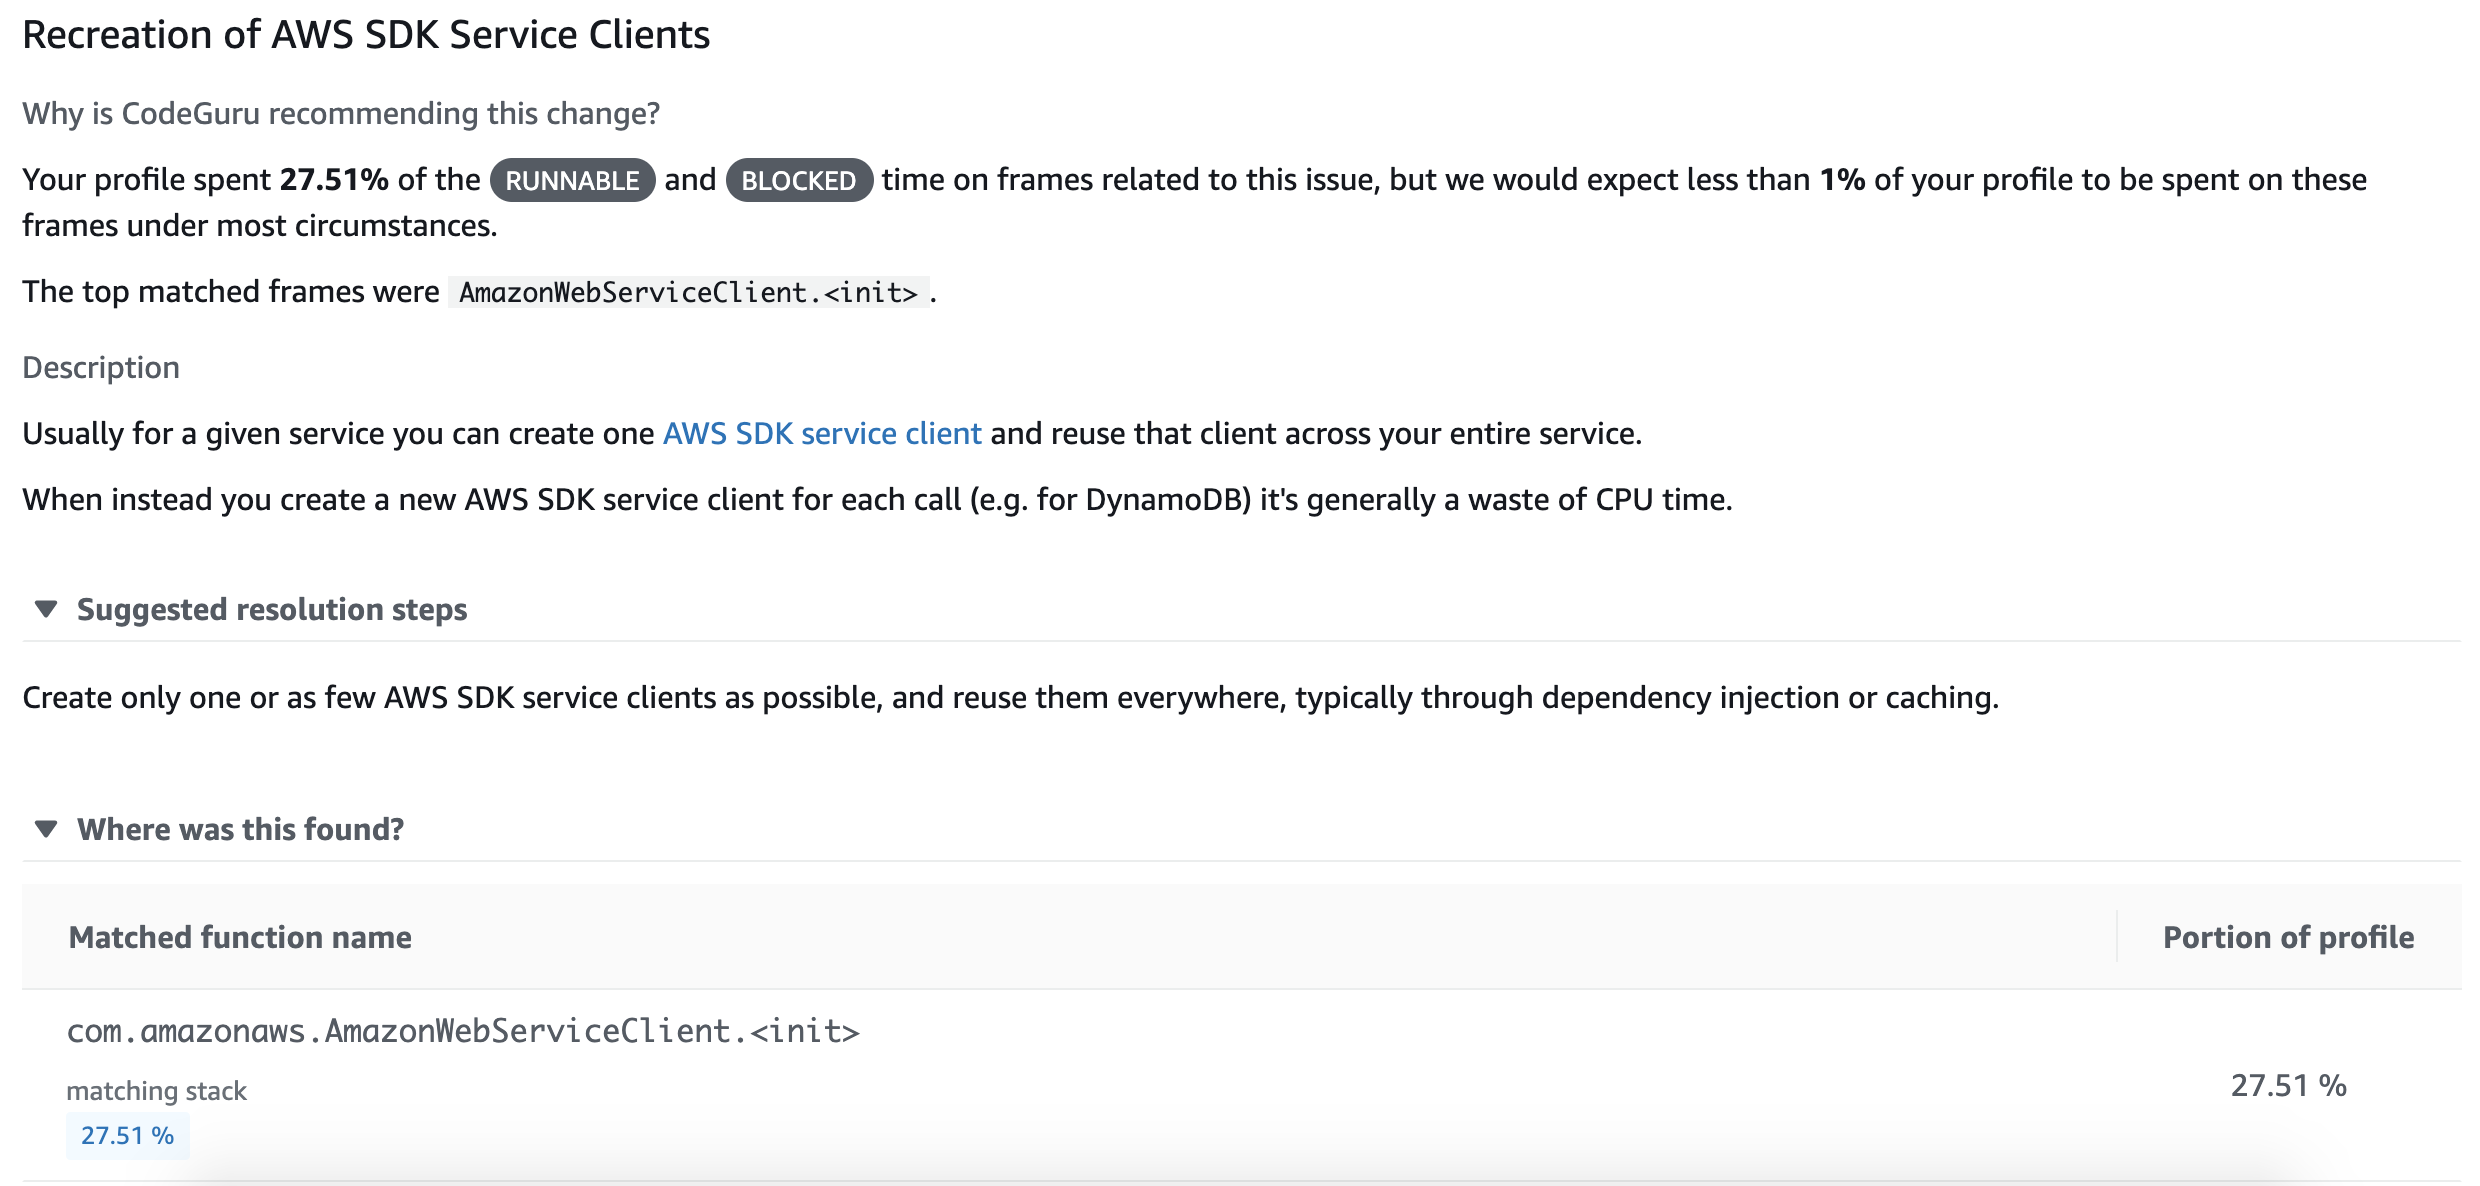 Recreation of AWS SDK Service Clients
Why is CodeGuru recommending this change?
Your profile spent 27.51% of the RUNNABLE and BLOCKED time on frames related to this issue, but we would expect less than 1% of your profile to be spent on these
frames under most circumstances.
The top matched frames were AmazonWebServiceClient.<init> .
Description
Usually for a given service you can create one AWS SDK service client and reuse that client across your entire service.
When instead you create a new AWS SDK service client for each call (e.g. for DynamoDB) it's generally a waste of CPU time.
Suggested resolution steps
Create only one or as few AWS SDK service clients as possible, and reuse them everywhere, typically through dependency injection or caching.
Where was this found?
Matched function name Portion of profile
com.amazonaws.AmazonWebServiceClient.<init>
matching stack
27.51 %
27.51 %